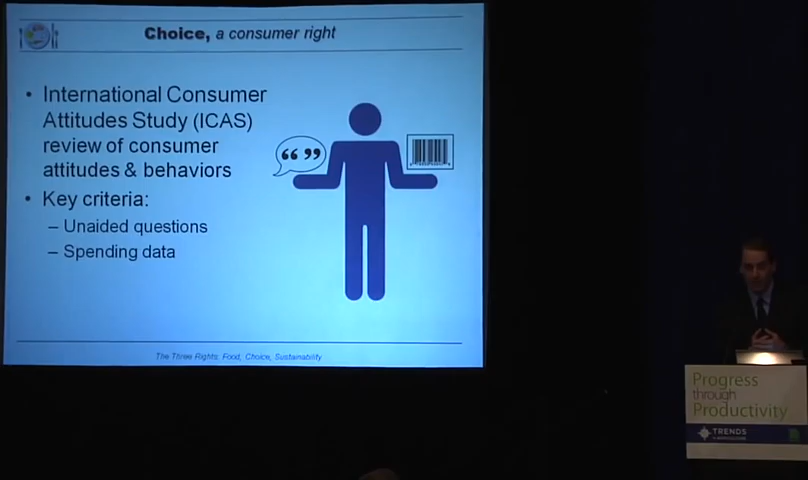 Choice, a consumer right
• International Consumer
Attitudes Study (ICAS)
review of consumer
attitudes & behaviors
• Key criteria:
– Unaided questions
– Spending data
“ ”
The Three Rights: Food, Choice, Sustainability
Progress
through
Productivity
TRENDS